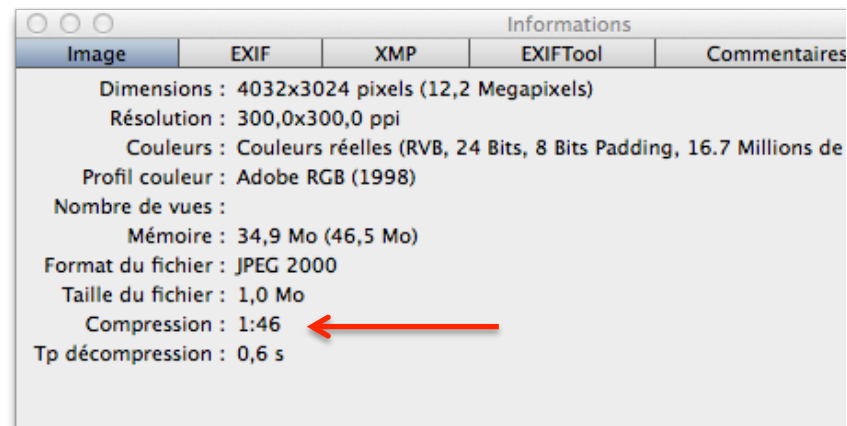 Informations
Image EXIF XMP EXIFTool Commentaires
Dimensions : 4032x3024 pixels (12,2 Megapixels)
Résolution : 300,0x300,0 ppi
Couleurs : Couleurs réelles (RVB, 24 Bits, 8 Bits Padding, 16.7 Millions de
Profil couleur : Adobe RGB (1998)
Nombre de vues :
Mémoire : 34,9 Mo (46,5 Mo)
Format du fichier : JPEG 2000
Taille du fichier : 1,0 Mo
Compression : 1:46
Tp décompression : 0,6 s